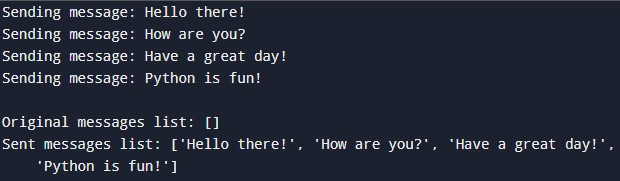 Sending message: Hello there!
Sending message: How are you?
Sending message: Have a great day!
Sending message: Python is fun!

Original messages list: []
Sent messages list: ['Hello there!', 'How are you?', 'Have a great day!',
    'Python is fun!']